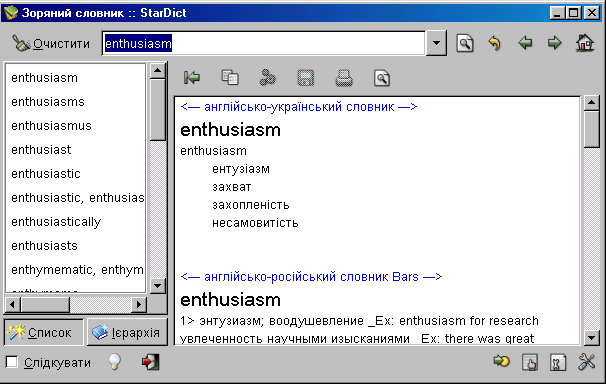 Зоряний словник :: StarDict
Очистити
enthusiasm
enthusiasm
enthusiasms
enthusiasmus
enthusiast
enthusiastic
enthusiastic, enthusias
enthusiastically
enthusiasts
enthymematic, enthym
Список
Ієрархія
<— англійсько-український словник —>
enthusiasm
enthusiasm
ентузіазм
захват
захопленість
несамовитість
<— англійсько-російський словник Bars —>
enthusiasm
1> энтузиазм; воодушевление _Ex: enthusiasm for research
увлеченность научными изысканиями _Ex: there was great
Слідкувати